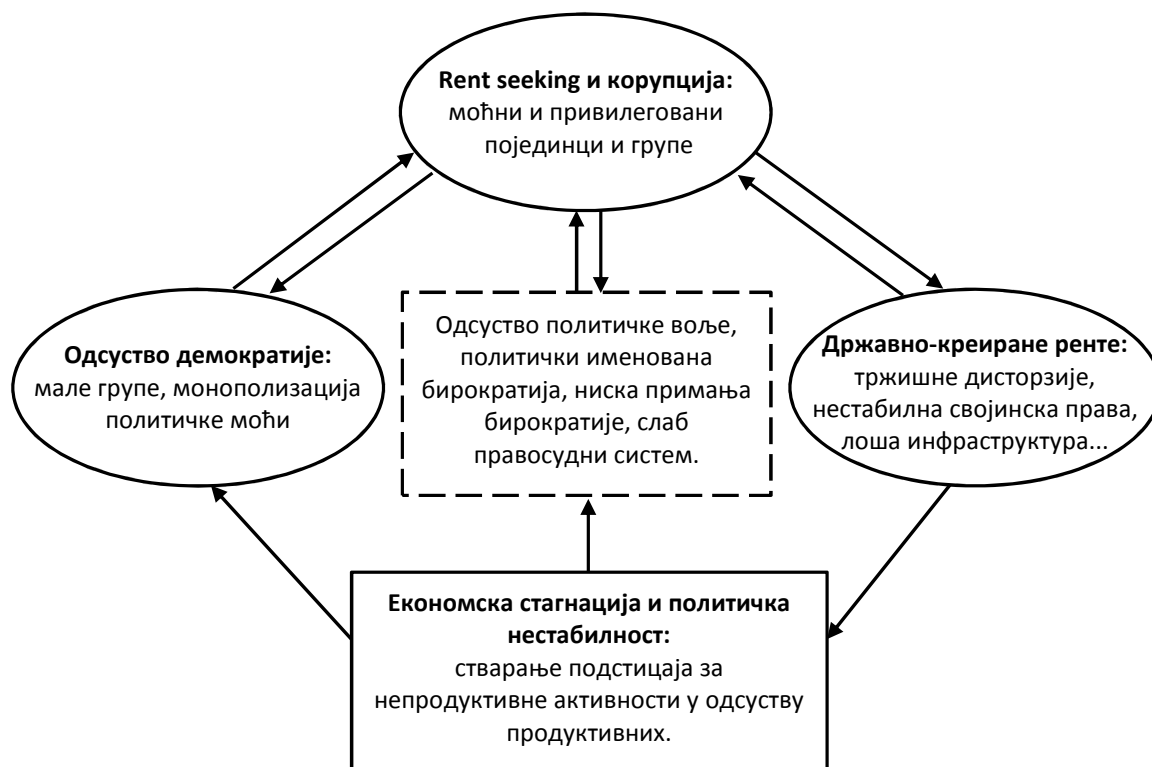 Rent seeking и корупција:
моћни и привилеговани
појединци и групе
Одсуство демократије:
мале групе, монополизација
политичке моћи
Одсуство политичке воље,
политички именована
бирократија, ниска примања
бирократије, слаб
правосудни систем.
Државно-креиране ренте:
тржишне дисторзије,
нестабилна својинска права,
лоша инфраструктура...
Економска стагнација и политичка
нестабилност:
стварање подстицаја за
непродуктивне активности у одсуству
продуктивних.